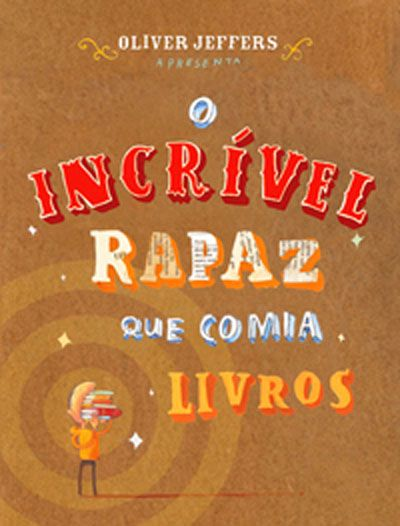 OLIVER JEFFERS
APRESENTA
O
INCRÍVEL
RAPAZ
QUE COMIA
LIVROS